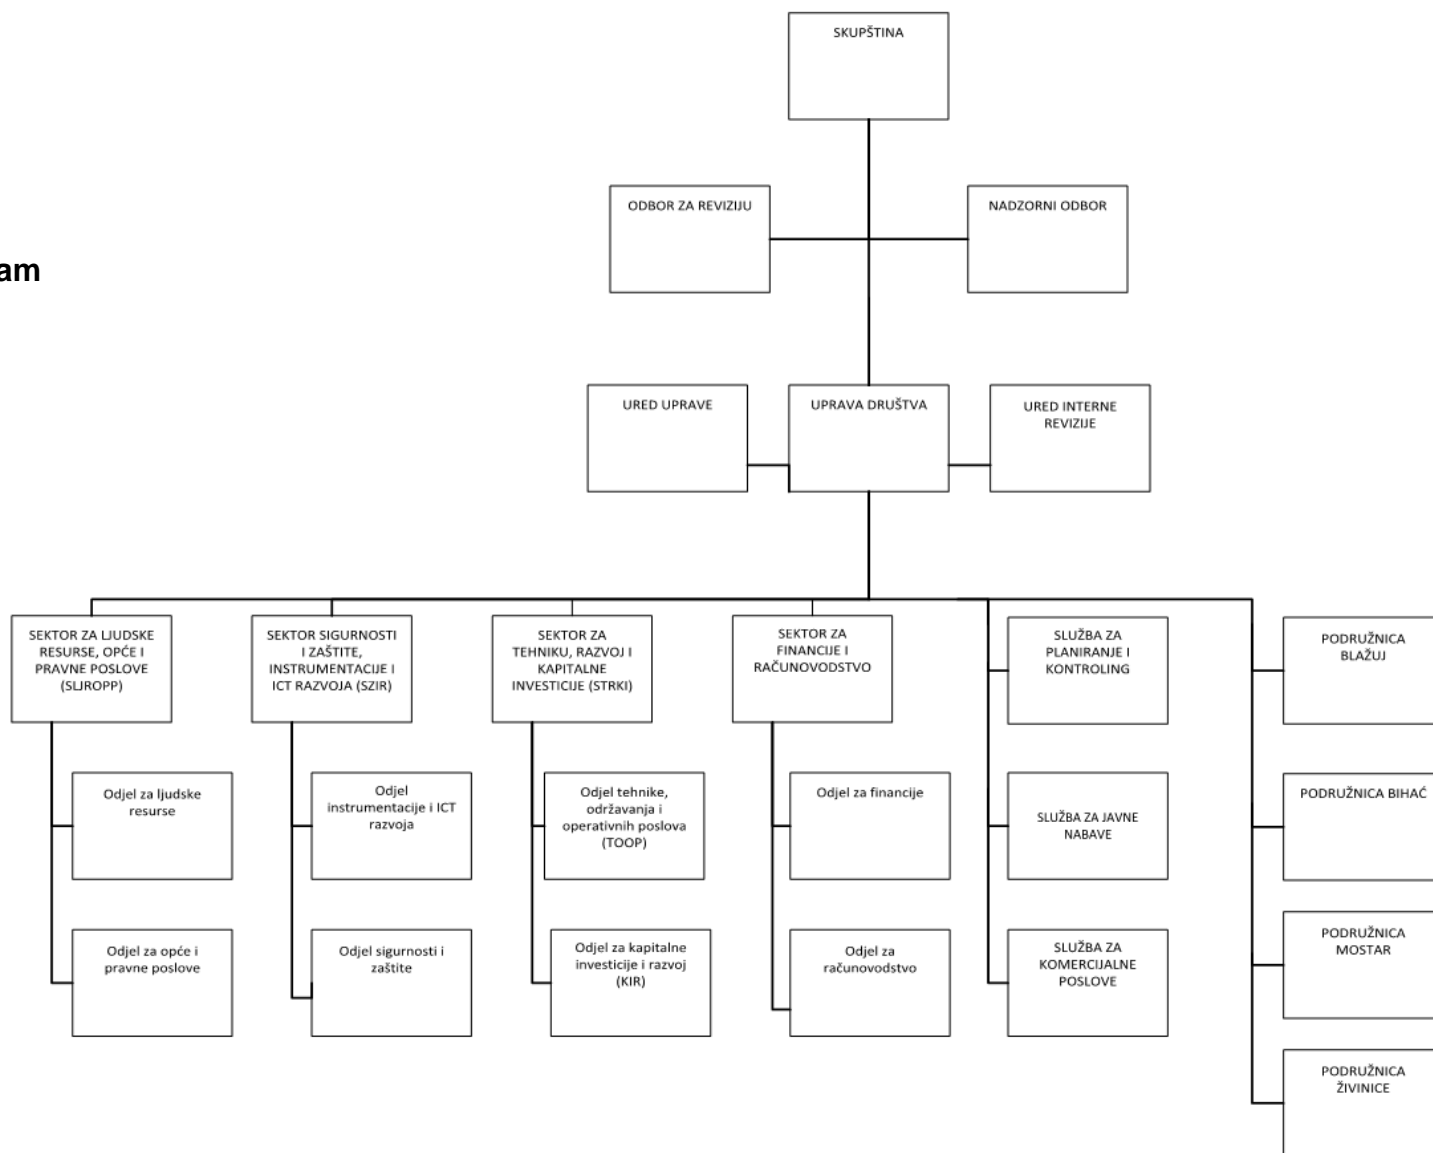 SKUPŠTINA
ODBOR ZA REVIZIJU
NADZORNI ODBOR
am
URED UPRAVE
UPRAVA DRUŠTVA
URED INTERNE
REVIZIJE
SEKTOR ZA LJUDSKE
RESURSE, OPĆE I
PRAVNE POSLOVE
(SLJROPP)
SEKTOR SIGURNOSTI
I ZAŠTITE,
INSTRUMENTACIJE I
ICT RAZVOJA (SZIR)
SEKTOR ZA
TEHNIKU, RAZVOJ I
KAPITALNE
INVESTICIJE (STRKI)
SEKTOR ZA
FINANCIJE I
RAČUNOVODSTVO
SLUŽBA ZA
PLANIRANJE I
KONTROLING
PODRUŽNICA
BLAŽUJ
Odjel za ljudske
resurse
Odjel
instrumentacije i ICT
razvoja
Odjel tehnike,
održavanja i
operativnih poslova
(TOOP)
Odjel za financije
SLUŽBA ZA JAVNE
NABAVE
PODRUŽNICA BIHAĆ
Odjel za opće i
pravne poslove
Odjel sigurnosti i
zaštite
Odjel za kapitalne
investicije i razvoj
(KIR)
Odjel za
računovodstvo
SLUŽBA ZA
KOMERCIJALNE
POSLOVE
PODRUŽNICA
MOSTAR
PODRUŽNICA
ŽIVINICE